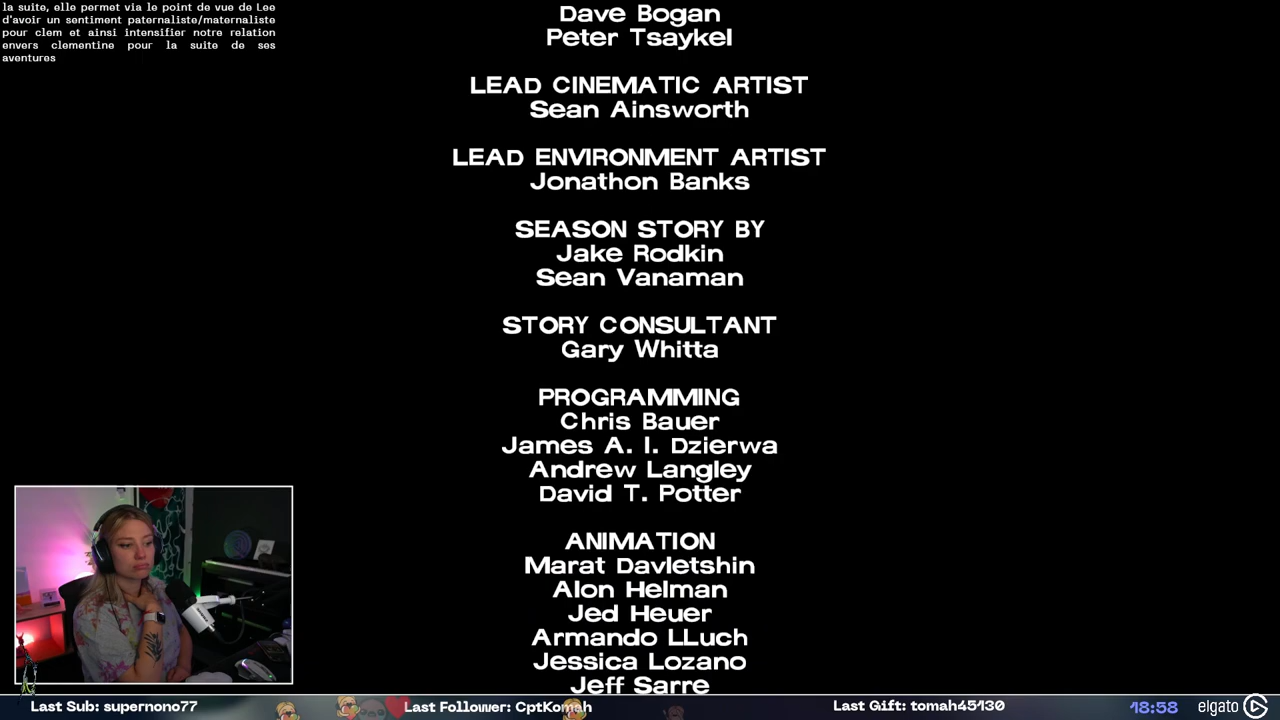 la suite, elle permet via le point de vue de Lee
d'avoir un sentiment paternaliste/maternaliste
pour clem et ainsi intensifier notre relation
envers clementine pour la suite de ses
aventures
Dave Bogan
Peter Tsaykel
LEAD CINEMATIC ARTIST
Sean Ainsworth
LEAD ENVIRONMENT ARTIST
Jonathon Banks
SEASON STORY BY
Jake Rodkin
Sean Vanaman
STORY CONSULTANT
Gary Whitta
PROGRAMMING
Chris Bauer
James A. I. Dzierwa
Andrew Langley
David T. Potter
ANIMATION
Marat Davletshin
Alon Helman
Jed Heuer
Armando LLuch
Jessica Lozano
Jeff Sarre
Last Sub: supernono77
Last Follower: CptKomah
Last Gift: tomah45130
18:58
elgato